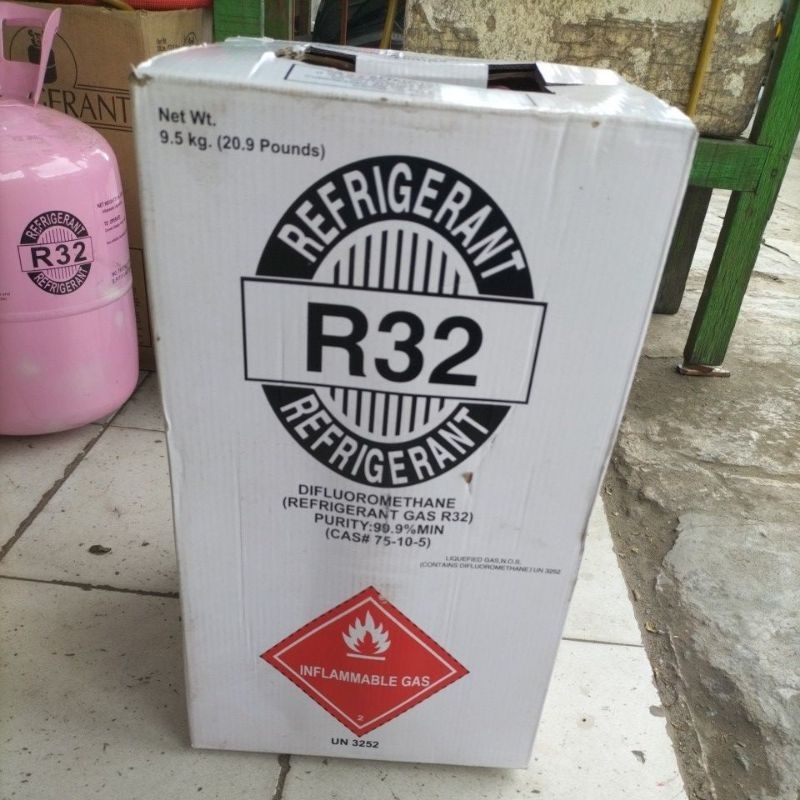 Net Wt.
9.5 kg. (20.9 Pounds)
REFRIGERANT
R32
REFRIGERANT
DIFLUOROMETHANE
(REFRIGERANT GAS R32)
PURITY:99.9%MIN
(CAS# 75-10-5)
LIQUEFIED GAS,N.O.S,
(CONTAINS DIFLUOROMETHANE) UN 3252
INFLAMMABLE GAS
2
UN 3252
REFRIGERANT
R32
REFRIGERANT